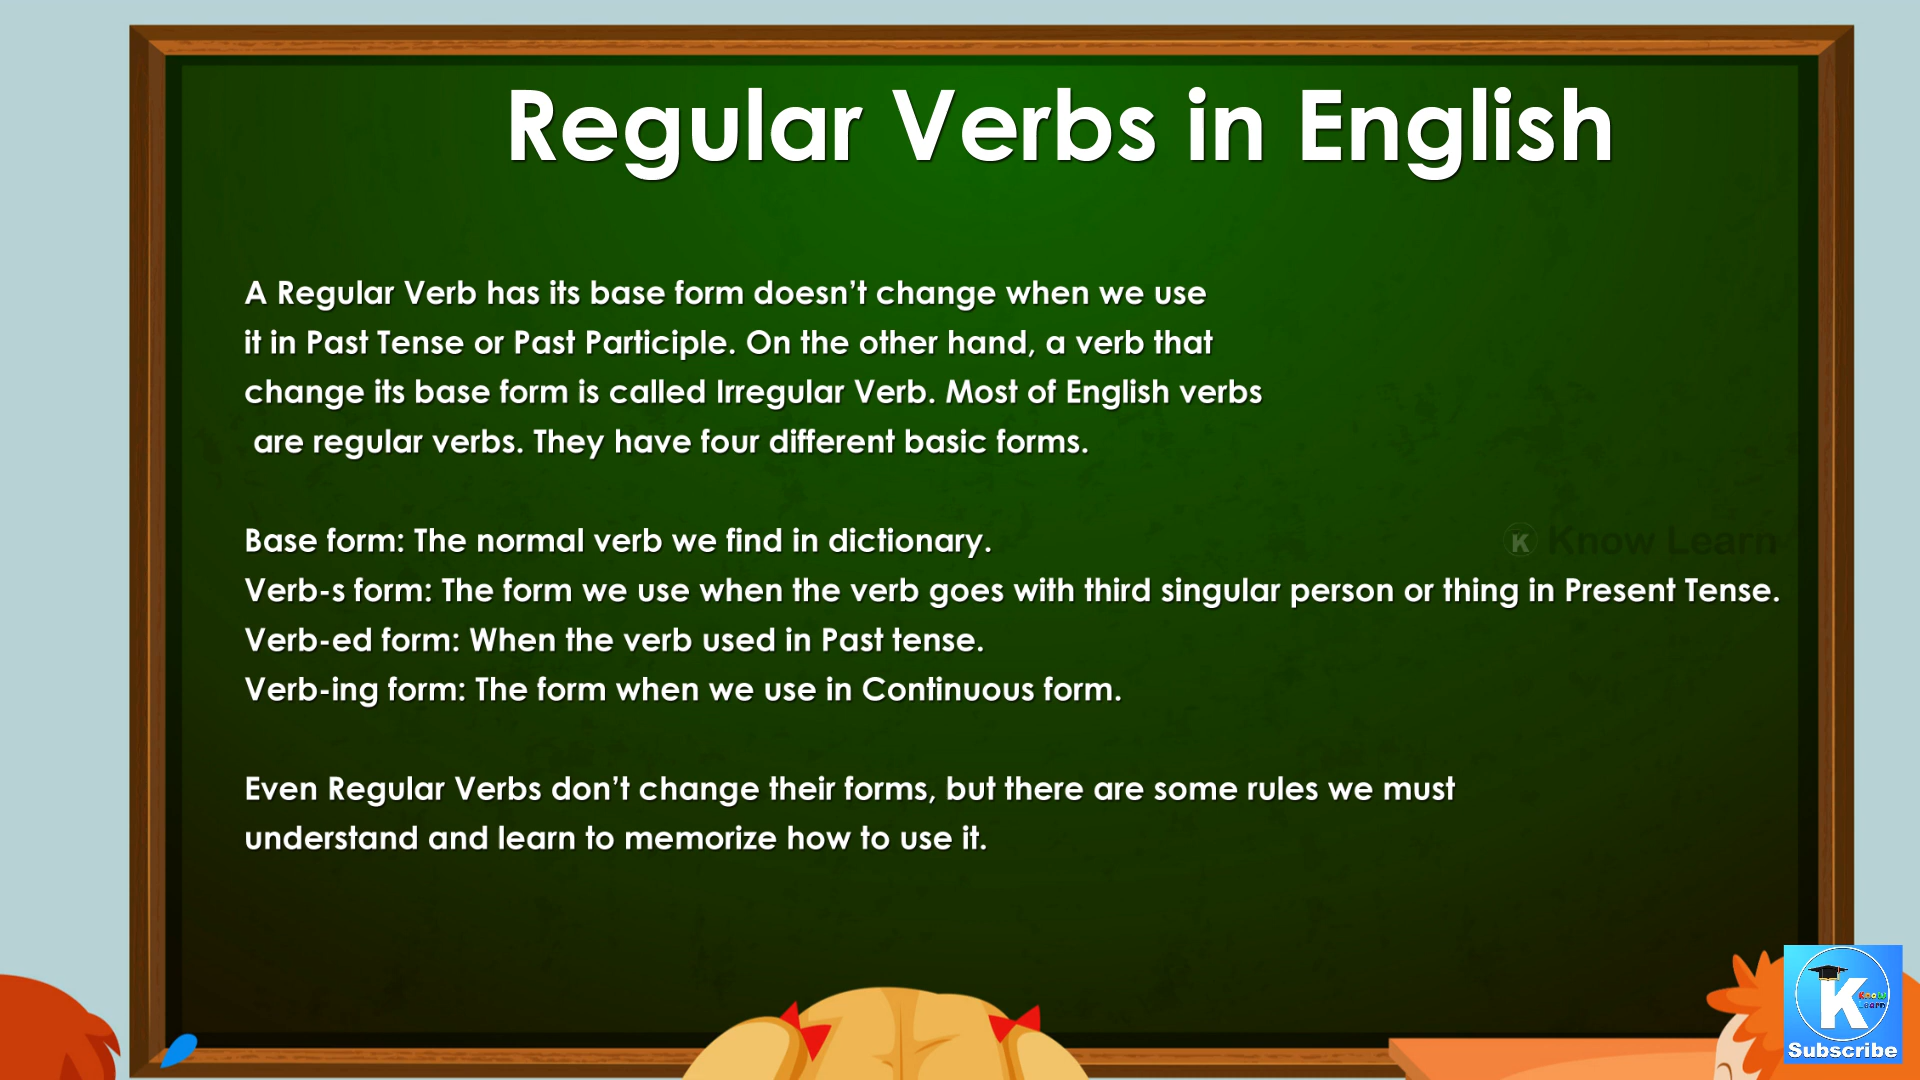 Regular Verbs in English
A Regular Verb has its base form doesn’t change when we use
it in Past Tense or Past Participle. On the other hand, a verb that
change its base form is called Irregular Verb. Most of English verbs
are regular verbs. They have four different basic forms.
Base form: The normal verb we find in dictionary.
K Know Learn
Verb-s form: The form we use when the verb goes with third singular person or thing in Present Tense.
Verb-ed form: When the verb used in Past tense.
Verb-ing form: The form when we use in Continuous form.
Even Regular Verbs don’t change their forms, but there are some rules we must
understand and learn to memorize how to use it.
K Know
Learn
Subscribe